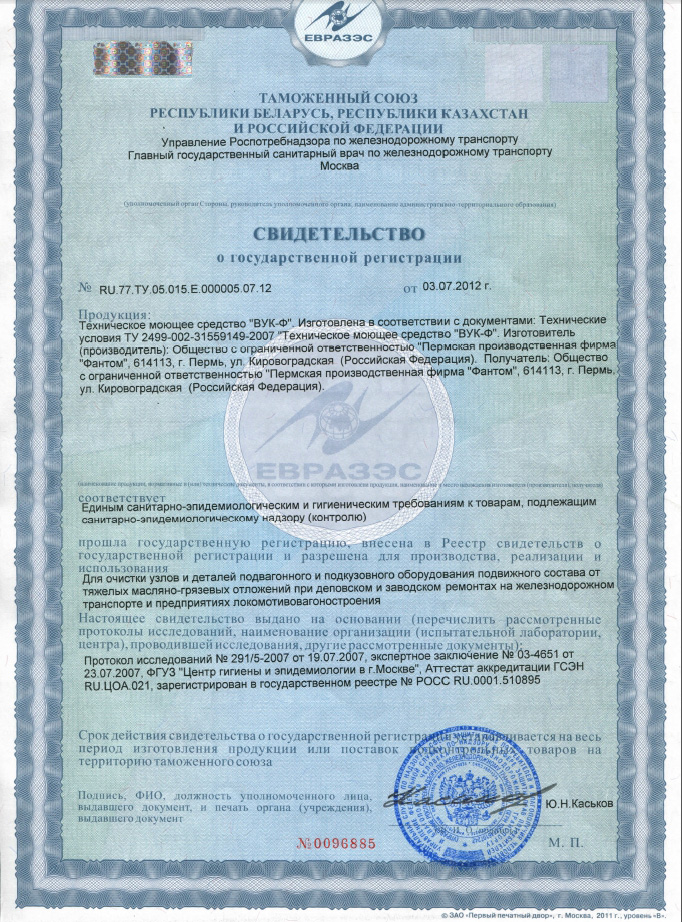 ЕВРАЗЭС
ТАМОЖЕННЫЙ СОЮЗ
РЕСПУБЛИКИ БЕЛАРУСЬ, РЕСПУБЛИКИ КАЗАХСТАН
И РОССИЙСКОЙ ФЕДЕРАЦИИ
Управление Роспотребнадзора по железнодорожному транспорту
Главный государственный санитарный врач по железнодорожному транспорту
Москва
(уполномоченный орган Стороны, руководитель уполномоченного органа, наименование административно-территориального образования)
СВИДЕТЕЛЬСТВО
о государственной регистрации
№ RU.77.ТУ.05.015.Е.000005.07.12 от 03.07.2012 г.
Продукция:
Техническое моющее средство "ВУК-Ф". Изготовлена в соответствии с документами: Технические
условия ТУ 2499-002-31559149-2007 "Техническое моющее средство "ВУК-Ф". Изготовитель
(производитель): Общество с ограниченной ответственностью "Пермская производственная фирма
"Фантом", 614113, г. Пермь, ул. Кировоградская (Российская Федерация). Получатель: Общество
с ограниченной ответственностью "Пермская производственная фирма "Фантом", 614113, г. Пермь,
ул. Кировоградская (Российская Федерация).
ЕВРАЗЭС
(наименование продукции, нормативные и (или) технические документы, в соответствии с которыми изготовлена продукция, наименование и место нахождения изготовителя (производителя), получателя)
соответствует
Единым санитарно-эпидемиологическим и гигиеническим требованиям к товарам, подлежащим
санитарно-эпидемиологическому надзору (контролю)
прошла государственную регистрацию, внесена в Реестр свидетельств о
государственной регистрации и разрешена для производства, реализации и
использования
Для очистки узлов и деталей подвагонного и подкузовного оборудования подвижного состава от
тяжелых масляно-грязевых отложений при деповском и заводском ремонтах на железнодорожном
транспорте и предприятиях локомотивовагоностроения
Настоящее свидетельство выдано на основании (перечислить рассмотренные
протоколы исследований, наименование организации (испытательной лаборатории,
центра), проводившей исследования, другие рассмотренные документы):
Протокол исследований № 291/5-2007 от 19.07.2007, экспертное заключение № 03-4651 от
23.07.2007, ФГУЗ "Центр гигиены и эпидемиологии в г.Москве", Аттестат аккредитации ГСЭН
RU.ЦОА.021, зарегистрирован в государственном реестре № РОСС RU.0001.510895
Срок действия свидетельства о государственной регистрации устанавливается на весь
период изготовления продукции или поставок подконтрольных товаров на
территорию таможенного союза
Подпись, ФИО, должность уполномоченного лица,
выдавшего документ, и печать органа (учреждения),
выдавшего документ
Ю.Н.Каськов
№0096885
М. П.
© ЗАО «Первый печатный двор», г. Москва, 2011 г., уровень «В».